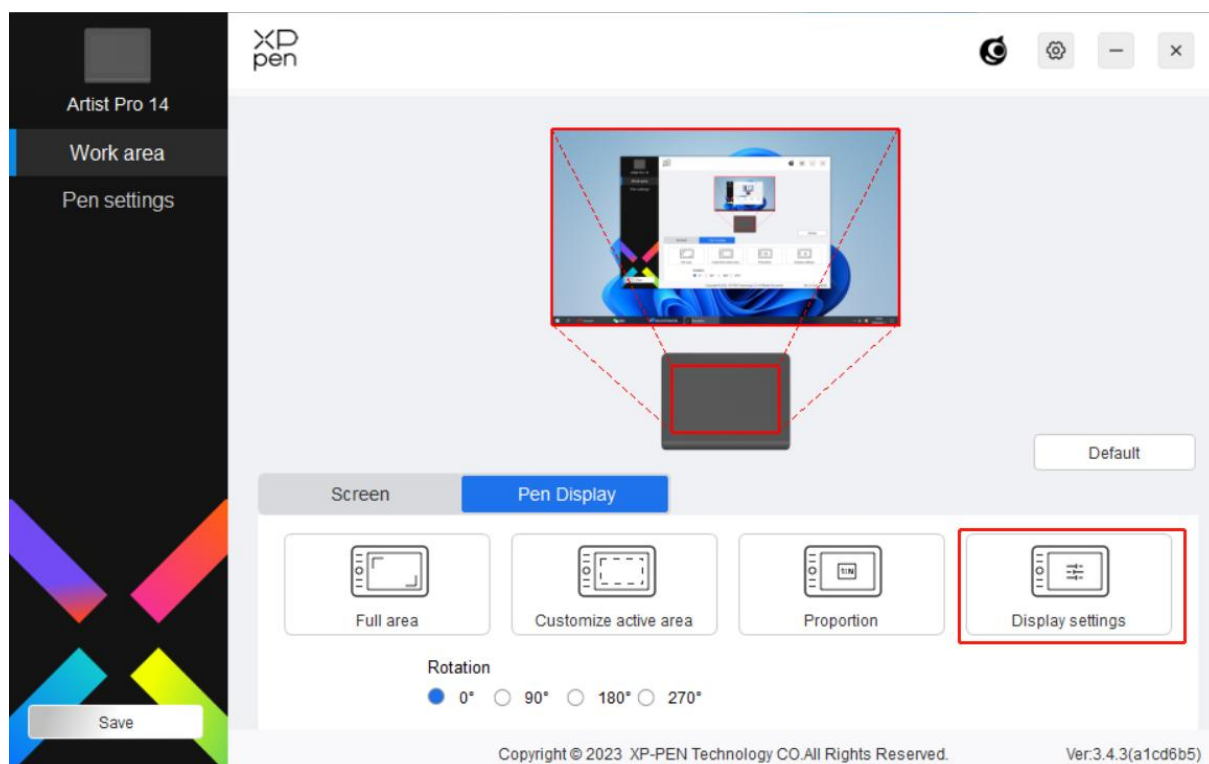 XP
pen
Artist Pro 14
Work area
Pen settings
Default
Screen Pen Display
Full area Customize active area Proportion Display settings
1:N
Rotation
0° 90° 180° 270°
Save
Copyright © 2023 XP-PEN Technology CO.All Rights Reserved. Ver:3.4.3(a1cd6b5)